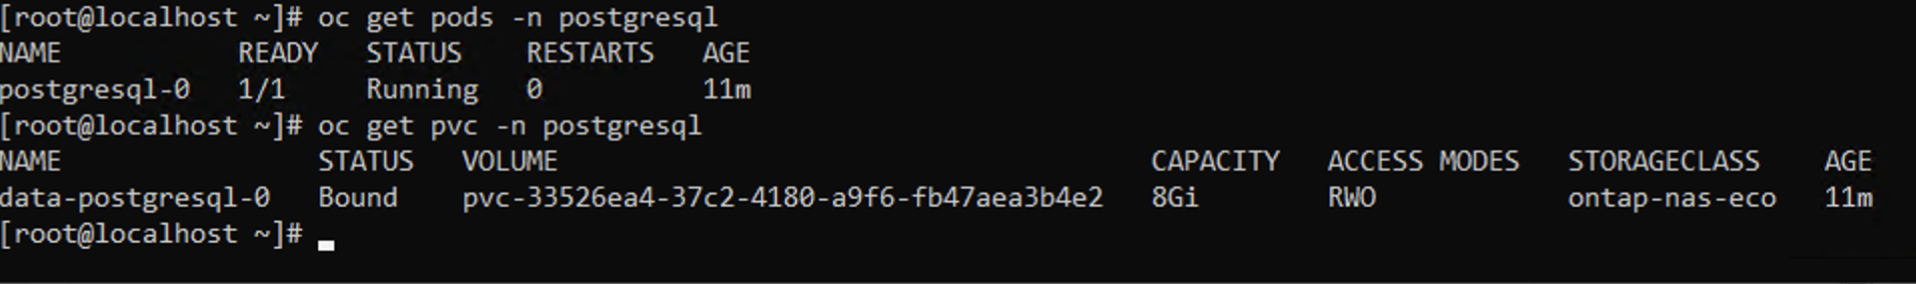 [root@localhost ~]# oc get pods -n postgresql
NAME           READY   STATUS    RESTARTS   AGE
postgresql-0   1/1     Running   0          11m
[root@localhost ~]# oc get pvc -n postgresql
NAME                STATUS   VOLUME                                     CAPACITY   ACCESS MODES   STORAGECLASS    AGE
data-postgresql-0   Bound    pvc-33526ea4-37c2-4180-a9f6-fb47aea3b4e2   8Gi        RWO            ontap-nas-eco   11m
[root@localhost ~]#